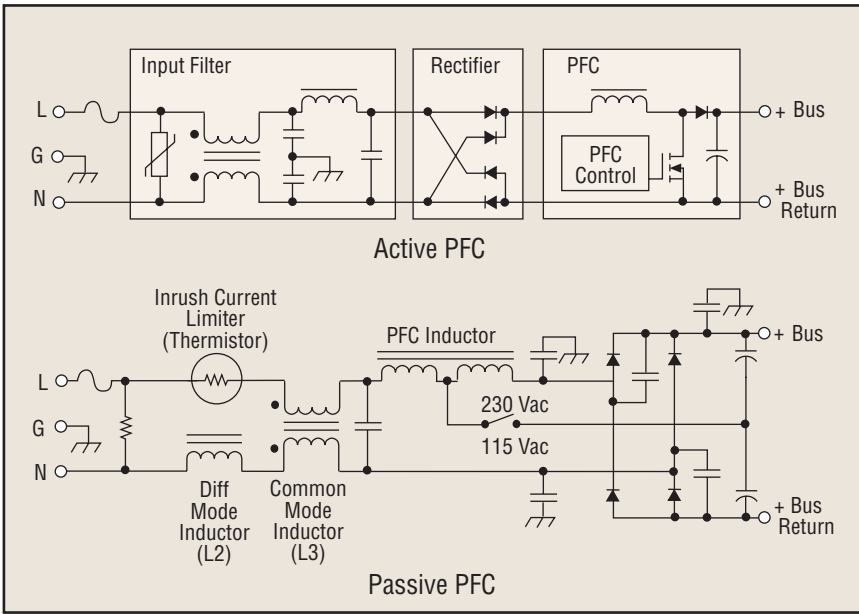 Input Filter
Rectifier
PFC
L
+ Bus
G
PFC
Control
N
+ Bus
Return
Active PFC
Inrush Current
Limiter
(Thermistor)
PFC Inductor
+ Bus
L
230 Vac
G
115 Vac
N
Diff
Mode
Inductor
(L2)
Common
Mode
Inductor
(L3)
+ Bus
Return
Passive PFC